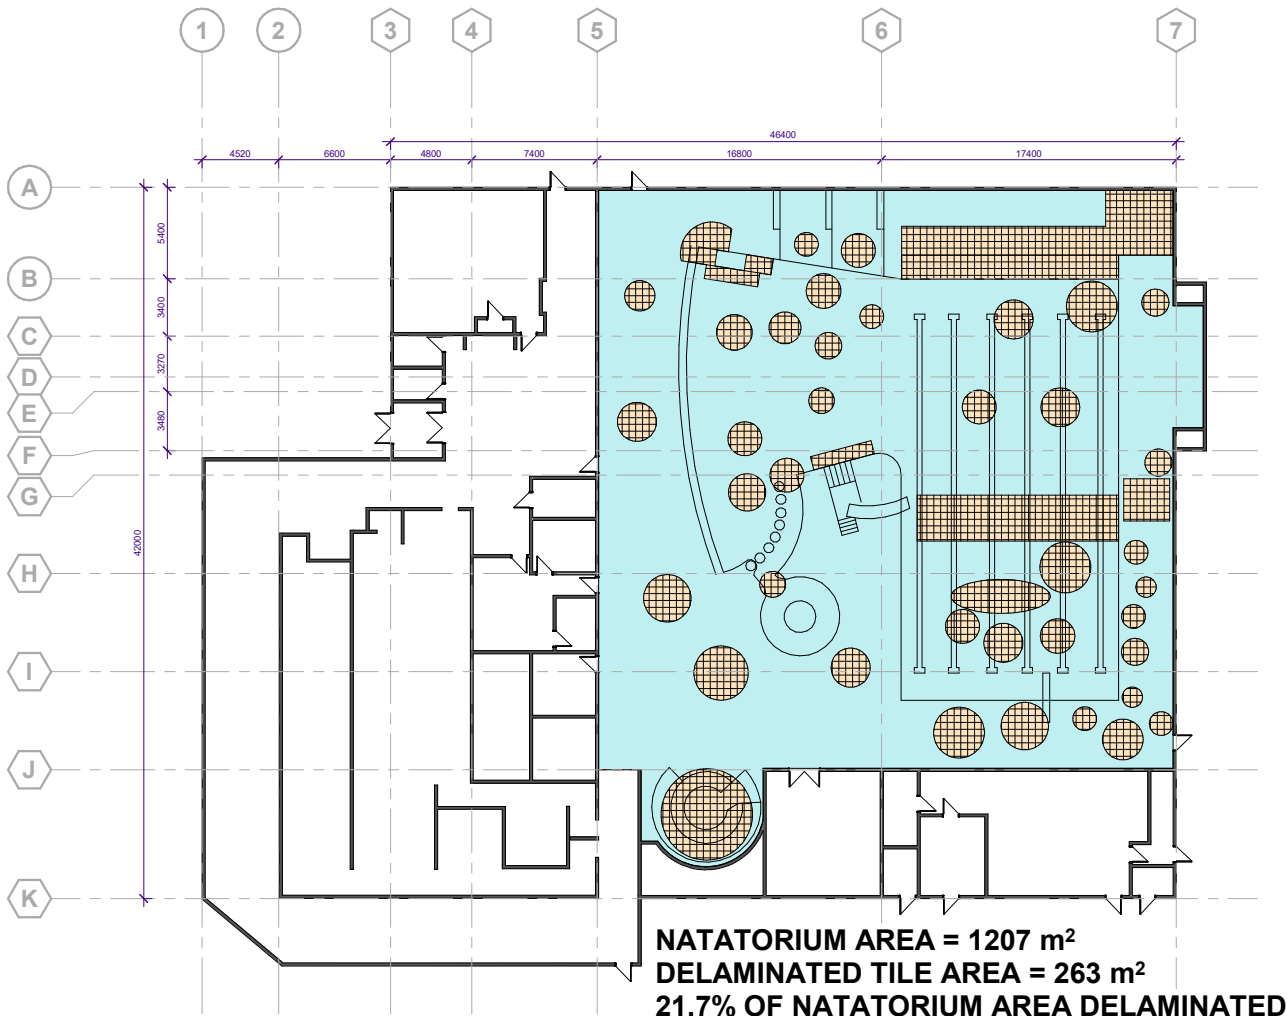 1 2 3 4 5 6 7
46400
4520 6600 4800 7400 16800 17400
A
5400
B
3400
C
3270
D
E
3480
F
G
42000
H
I
J
K
NATATORIUM AREA = 1207 m²
DELAMINATED TILE AREA = 263 m²
21.7% OF NATATORIUM AREA DELAMINATED